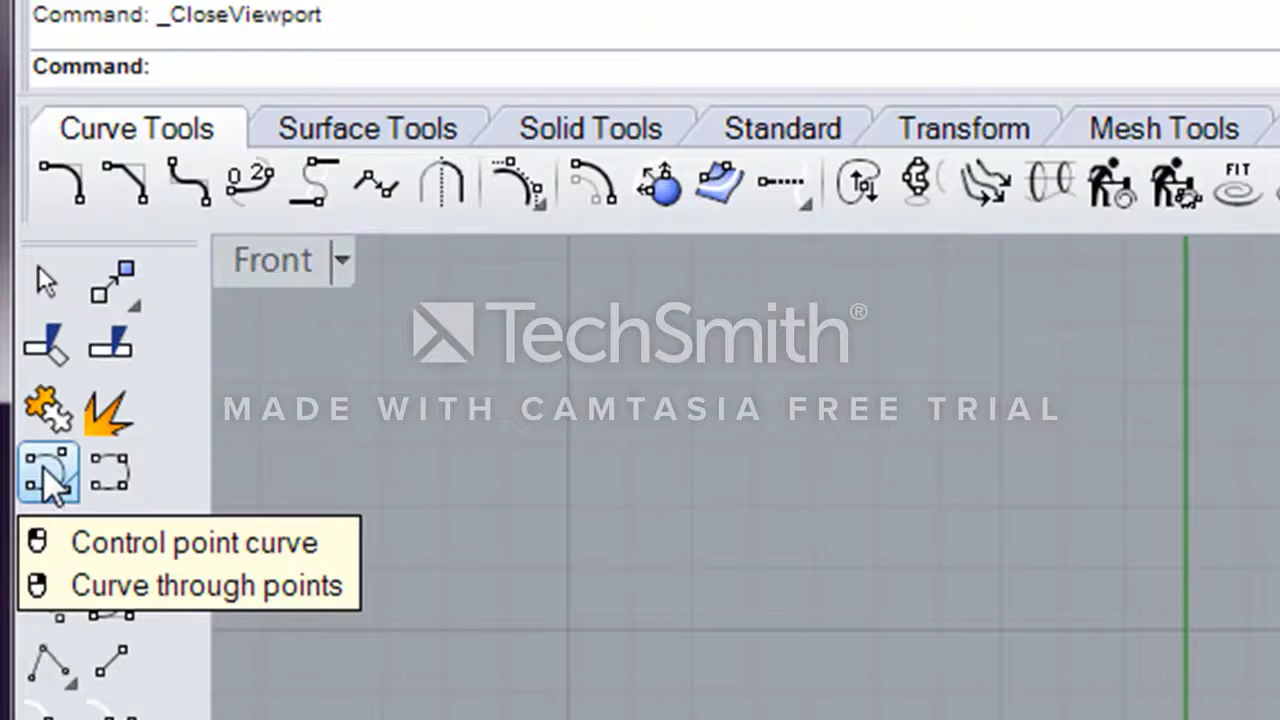 Command: _CloseViewport
Command:
Curve Tools Surface Tools Solid Tools Standard Transform Mesh Tools
0 2
FIT
Front
TechSmith®
MADE WITH CAMTASIA FREE TRIAL
Control point curve
Curve through points